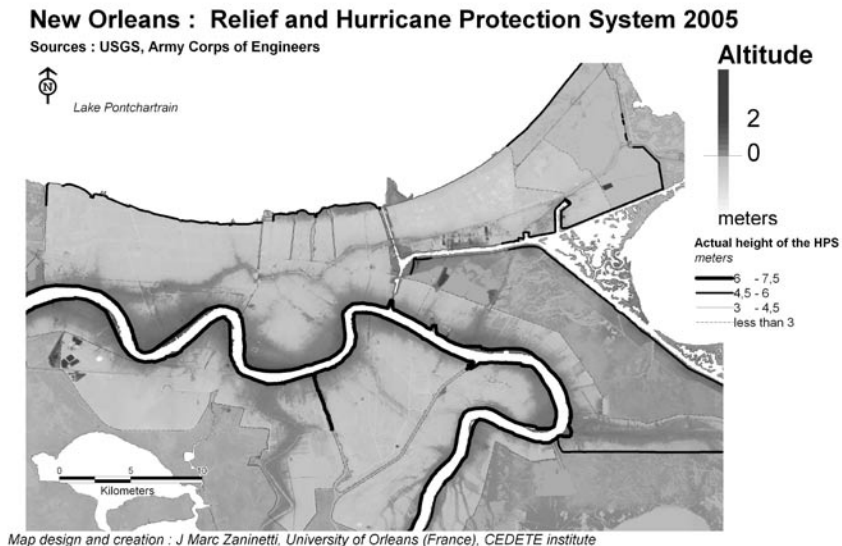 New Orleans : Relief and Hurricane Protection System 2005
Sources : USGS, Army Corps of Engineers
N
Lake Pontchartrain
Altitude
2
0
meters
Actual height of the HPS
meters
6 - 7,5
4,5 - 6
3 - 4,5
less than 3
0 5 10
Kilometers
Map design and creation : J Marc Zaninetti, University of Orleans (France), CEDETE institute